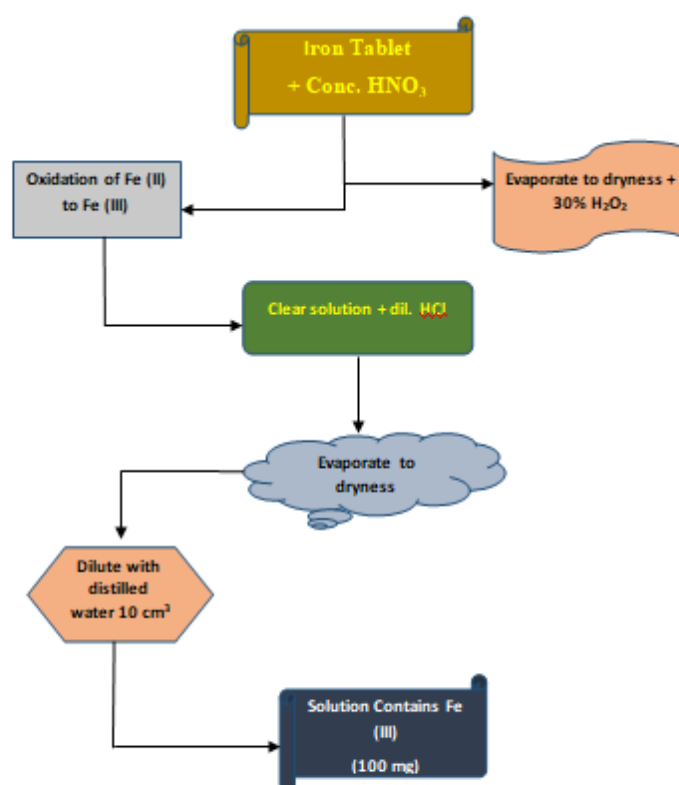 Iron Tablet
+ Conc. HNO₃
Oxidation of Fe (II)
to Fe (III)
Evaporate to dryness +
30% H₂O₂
Clear solution + dil. HCl
Evaporate to
dryness
Dilute with
distilled
water 10 cm³
Solution Contains Fe
(III)
(100 mg)